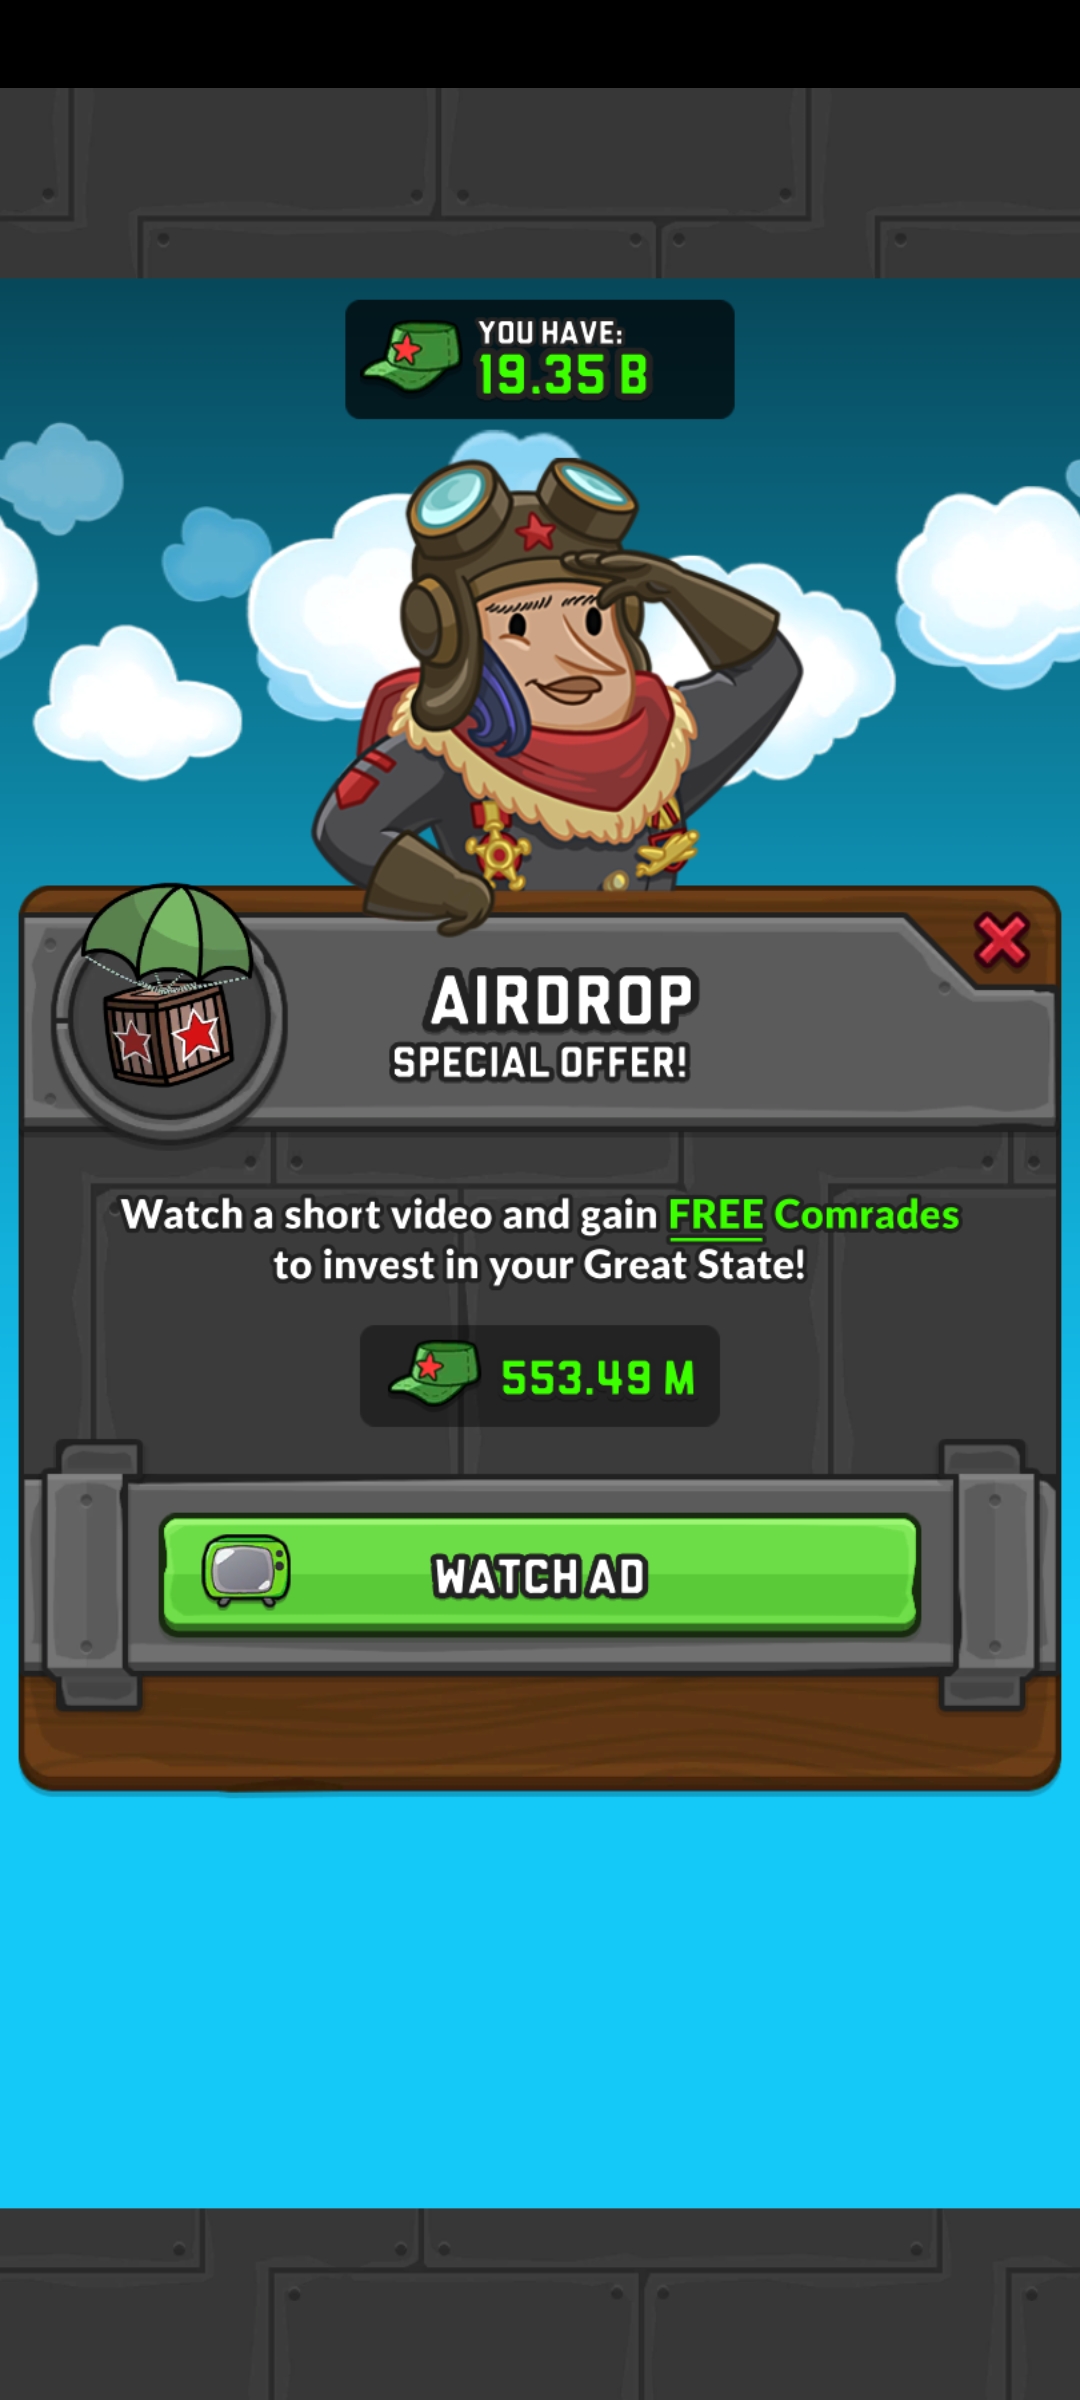 YOU HAVE:
19.35 B
AIRDROP
SPECIAL OFFER!
Watch a short video and gain FREE Comrades
to invest in your Great State!
553.49 M
WATCH AD